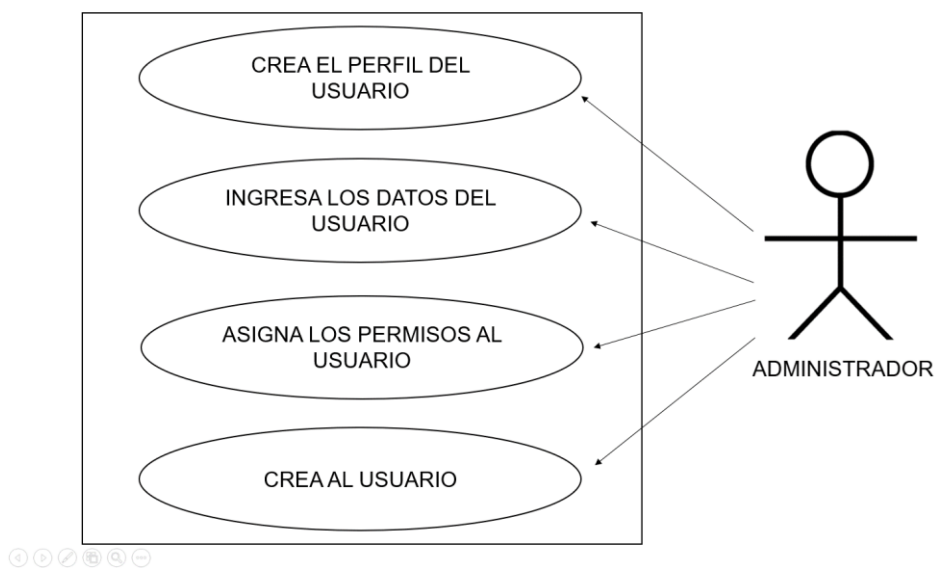 CREA EL PERFIL DEL
USUARIO
INGRESA LOS DATOS DEL
USUARIO
ASIGNA LOS PERMISOS AL
USUARIO
ADMINISTRADOR
CREA AL USUARIO